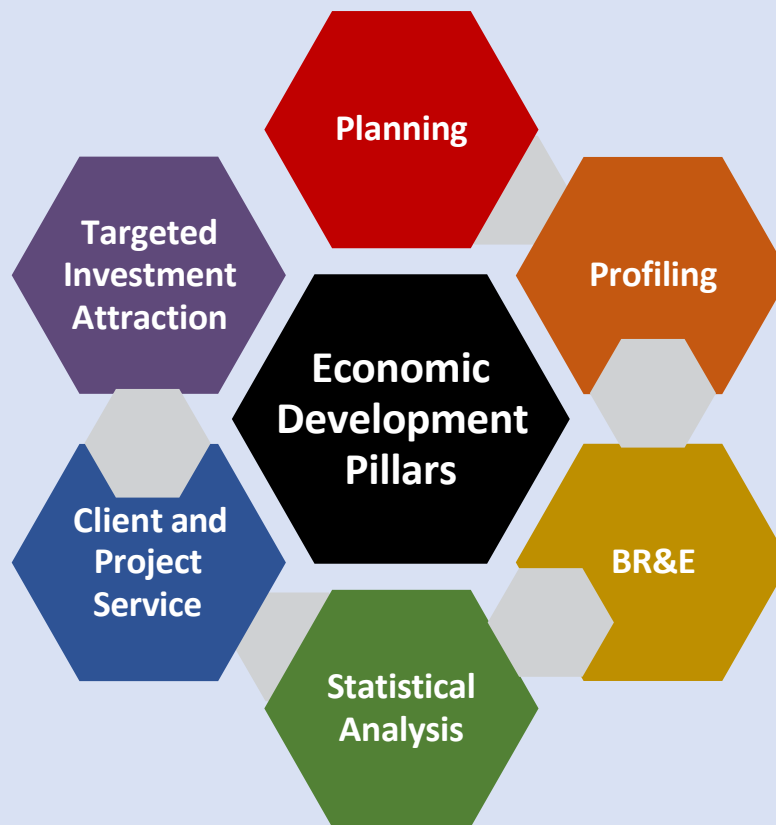 Planning
Profiling
BR&E
Statistical
Analysis
Client and
Project
Service
Targeted
Investment
Attraction
Economic
Development
Pillars